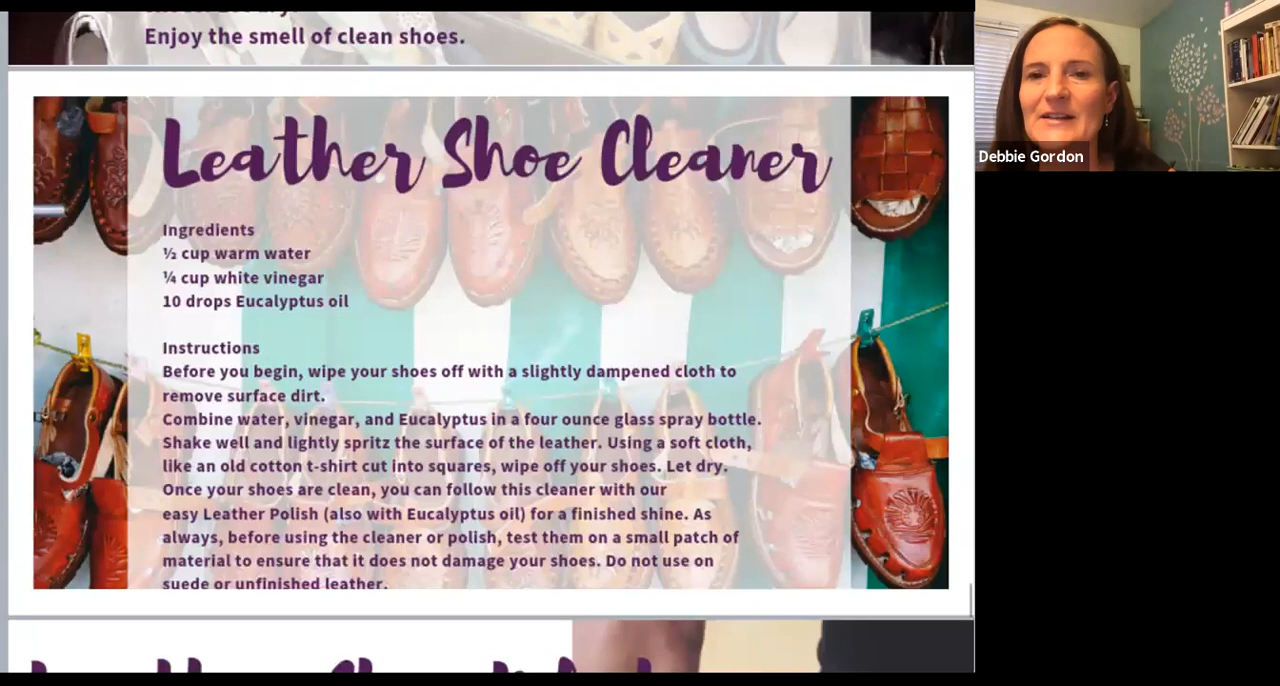 Enjoy the smell of clean shoes.
Leather Shoe Cleaner
Ingredients
½ cup warm water
¼ cup white vinegar
10 drops Eucalyptus oil
Instructions
Before you begin, wipe your shoes off with a slightly dampened cloth to
remove surface dirt.
Combine water, vinegar, and Eucalyptus in a four ounce glass spray bottle.
Shake well and lightly spritz the surface of the leather. Using a soft cloth,
like an old cotton t-shirt cut into squares, wipe off your shoes. Let dry.
Once your shoes are clean, you can follow this cleaner with our
easy Leather Polish (also with Eucalyptus oil) for a finished shine. As
always, before using the cleaner or polish, test them on a small patch of
material to ensure that it does not damage your shoes. Do not use on
suede or unfinished leather.
Debbie Gordon